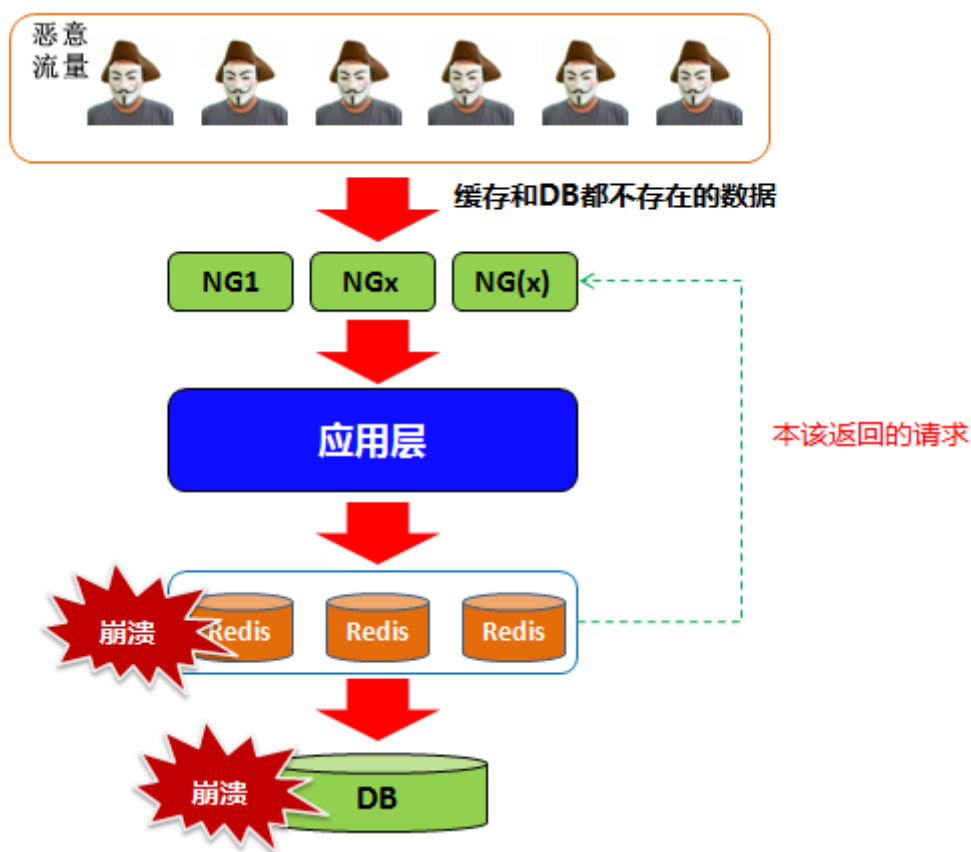 恶意
流量
缓存和DB都不存在的数据
NG1
NGx
NG(x)
应用层
本该返回的请求
崩溃
Redis
Redis
Redis
崩溃
DB